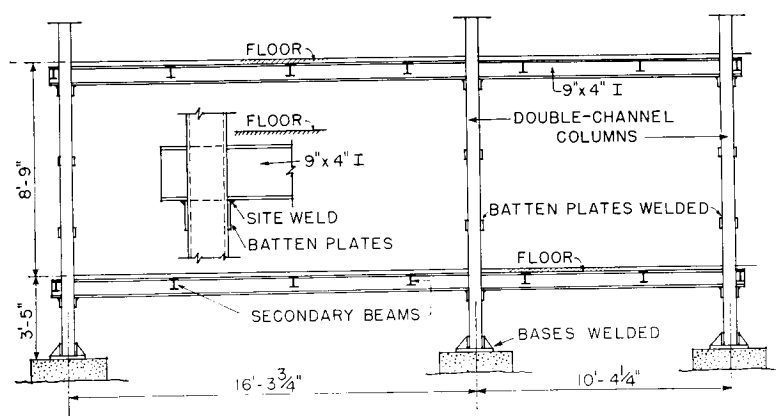 FLOOR
9"x 4" I
FLOOR
DOUBLE-CHANNEL
COLUMNS
9"x 4" I
8'-9"
SITE WELD
BATTEN PLATES
BATTEN PLATES WELDED
FLOOR
SECONDARY BEAMS
3'-5"
BASES WELDED
16'-3 3/4"
10'-4 1/4"